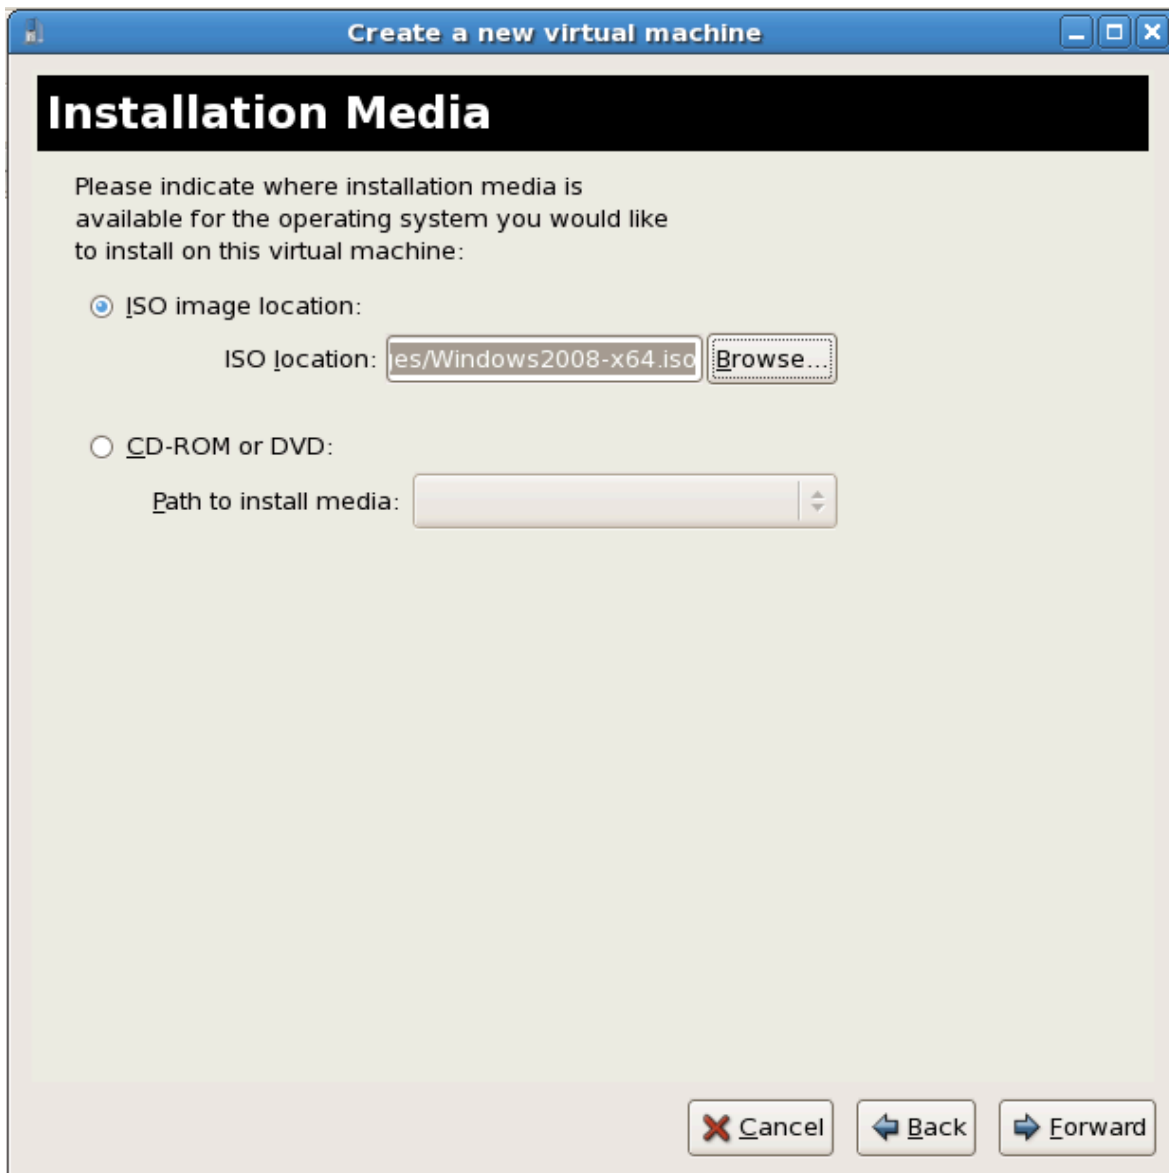 Create a new virtual machine
Installation Media
Please indicate where installation media is
available for the operating system you would like
to install on this virtual machine:
ISO image location:
ISO location: ges/Windows2008-x64.iso Browse...
CD-ROM or DVD:
Path to install media:
Cancel Back Forward